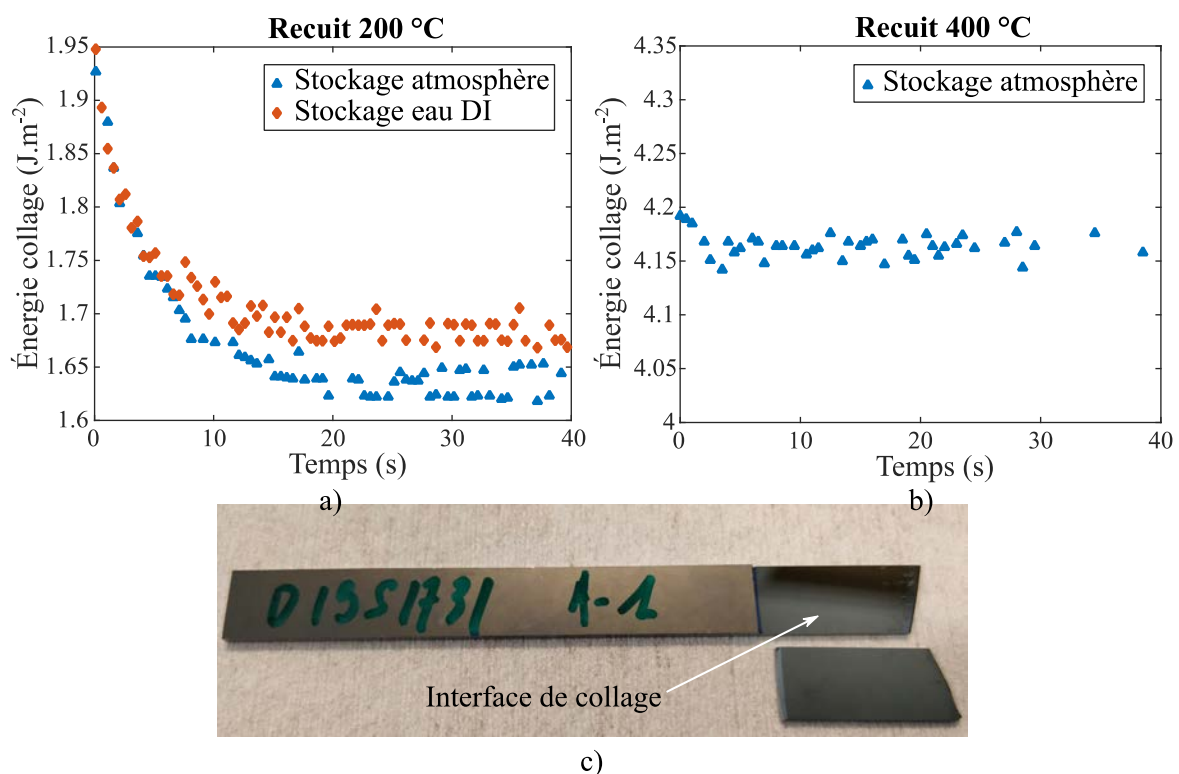 Recuit 200 °C
1.95
1.9
1.85
1.8
1.75
1.7
1.65
1.6
Énergie collage (J.m-2)
Stockage atmosphère
Stockage eau DI
0
10
20
30
40
Temps (s)
a)
Recuit 400 °C
4.35
4.3
4.25
4.2
4.15
4.1
4.05
4
Énergie collage (J.m-2)
Stockage atmosphère
0
10
20
30
40
Temps (s)
b)
D19S1731 A-1
Interface de collage
c)